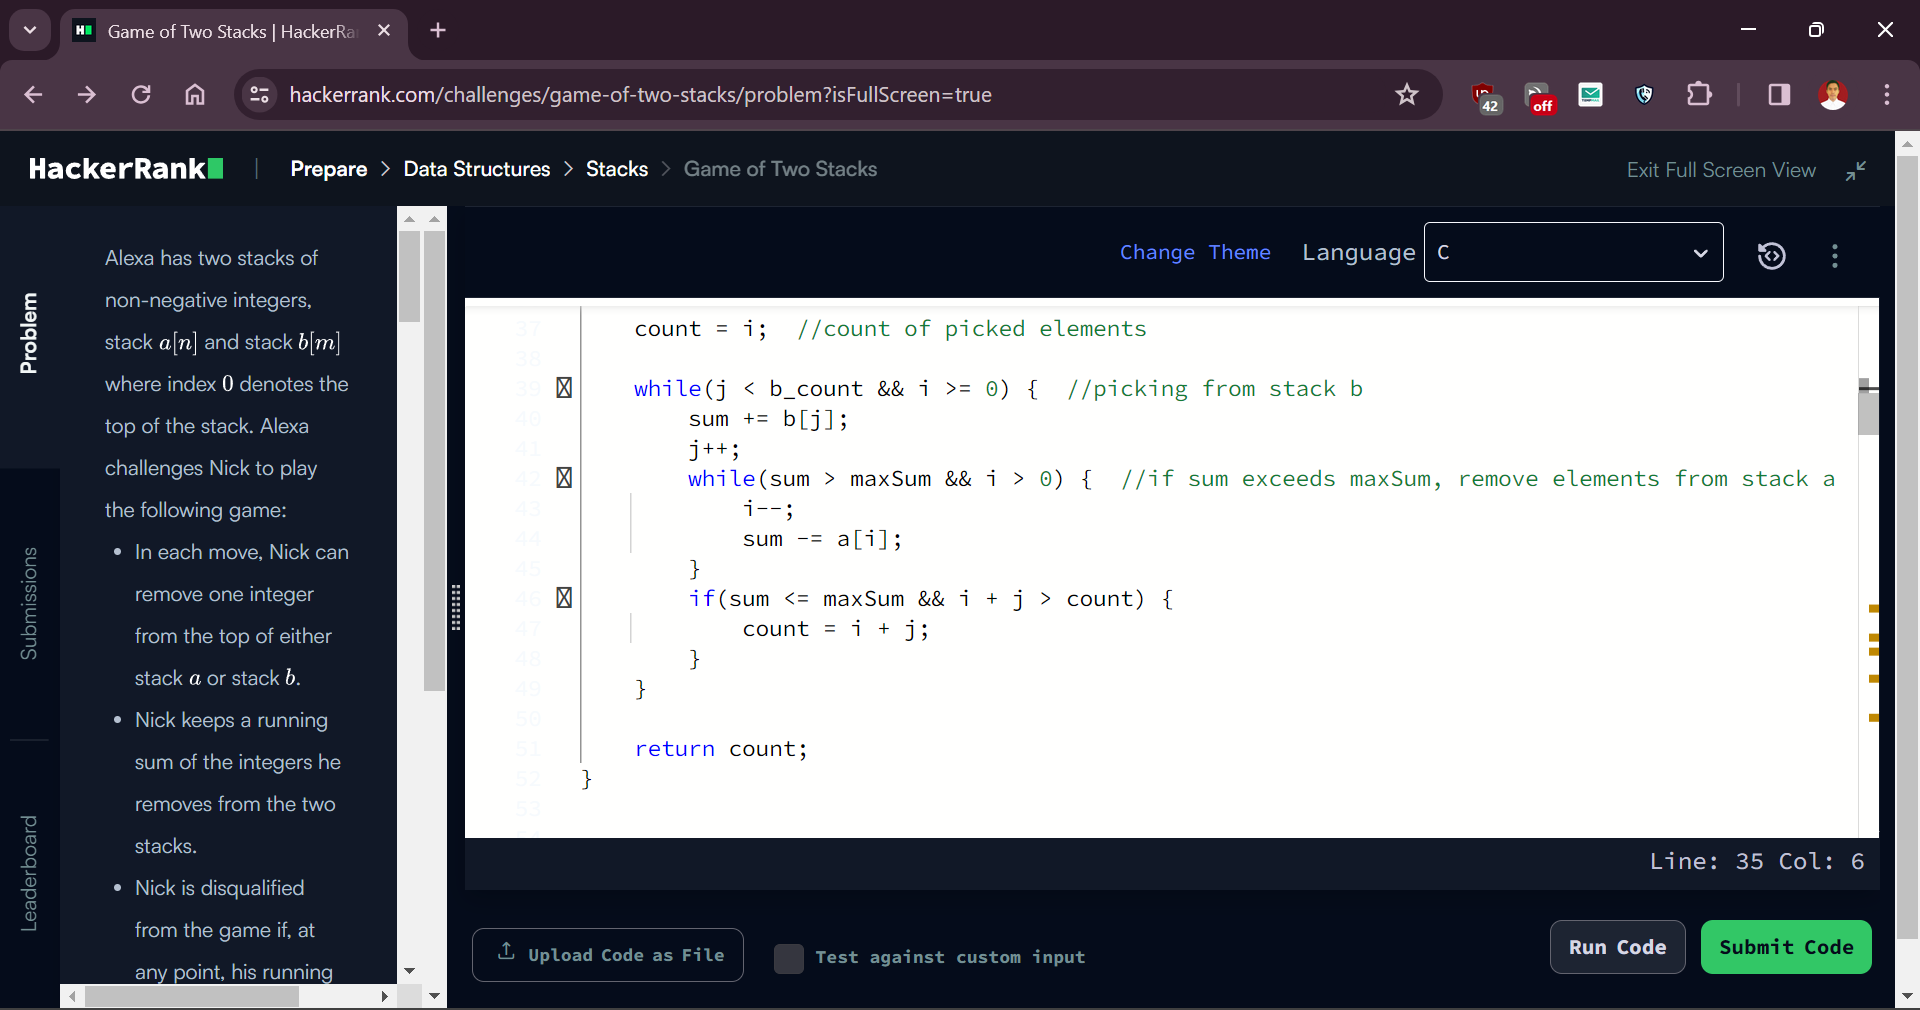 Game of Two Stacks | HackerRa
hackerrank.com/challenges/game-of-two-stacks/problem?isFullScreen=true
42
off
HackerRank
Prepare > Data Structures > Stacks > Game of Two Stacks
Exit Full Screen View
Problem
Submissions
Leaderboard
Alexa has two stacks of
non-negative integers,
stack a[n] and stack b[m]
where index 0 denotes the
top of the stack. Alexa
challenges Nick to play
the following game:
• In each move, Nick can
remove one integer
from the top of either
stack a or stack b.
• Nick keeps a running
sum of the integers he
removes from the two
stacks.
• Nick is disqualified
from the game if, at
any point, his running
Change Theme Language C
37 count = i; //count of picked elements
38
39 while(j < b_count && i >= 0) { //picking from stack b
40 sum += b[j];
41 j++;
42 while(sum > maxSum && i > 0) { //if sum exceeds maxSum, remove elements from stack a
43 i--;
44 sum -= a[i];
45 }
46 if(sum <= maxSum && i + j > count) {
47 count = i + j;
48 }
49 }
50
51 return count;
52 }
53
Line: 35 Col: 6
Upload Code as File
Test against custom input
Run Code
Submit Code